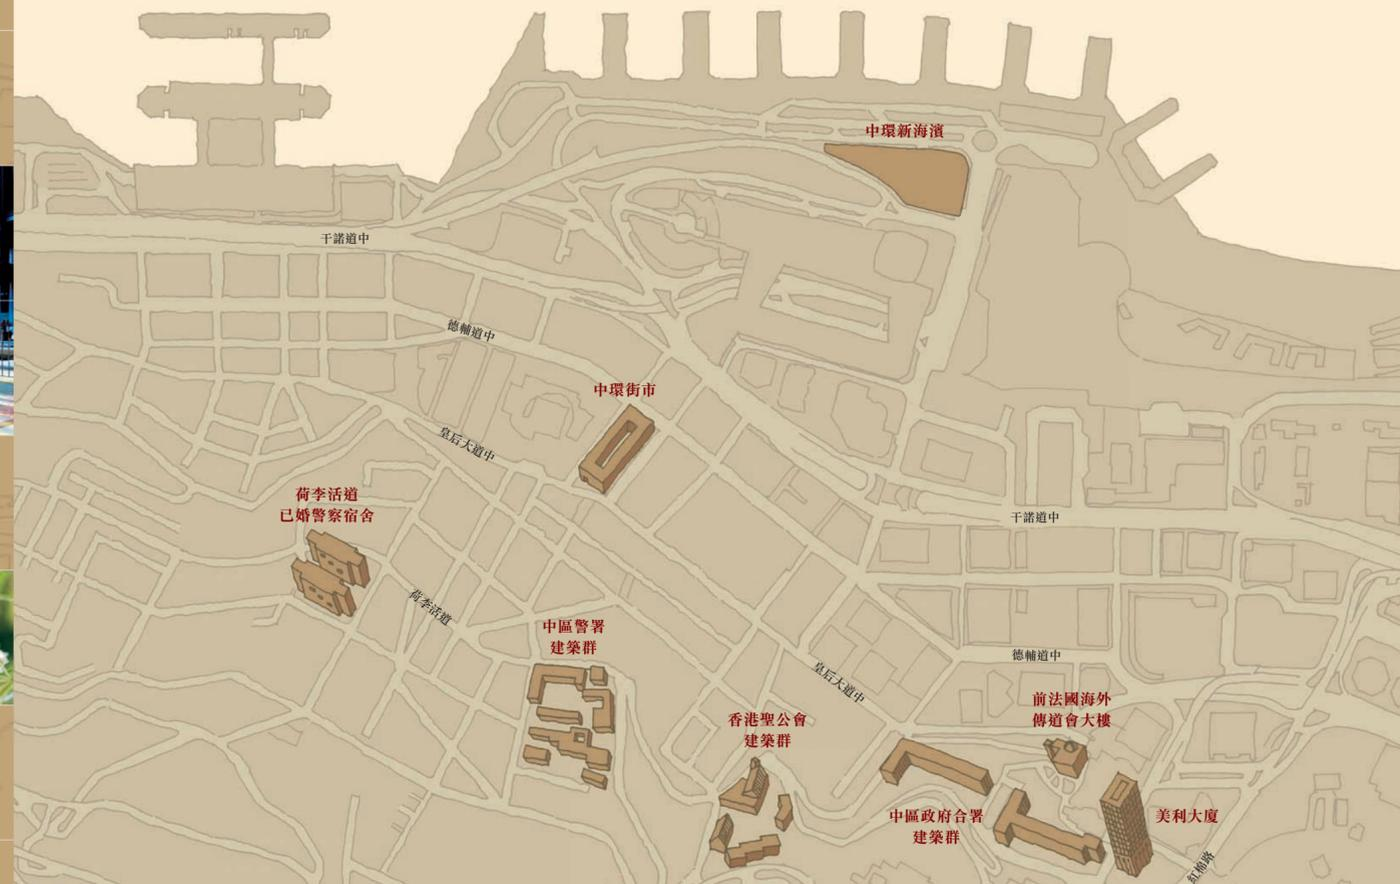 中環新海濱
干諾道中
德輔道中
中環街市
皇后大道中
荷李活道
已婚警察宿舍
干諾道中
荷李活道
中區警署
建築群
德輔道中
皇后大道中
前法國海外
傳道會大樓
香港聖公會
建築群
中區政府合署
建築群
美利大廈
紅棉路